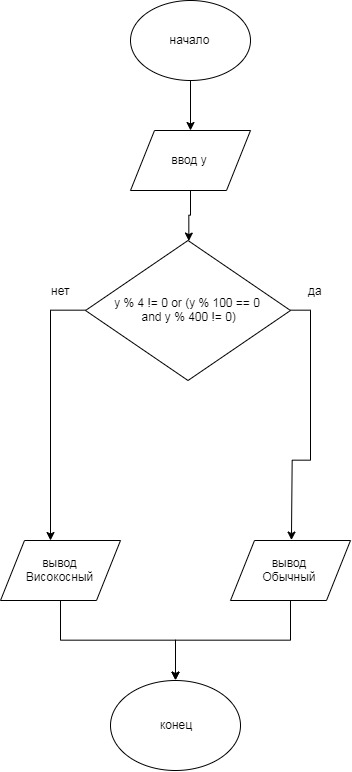 начало
ввод y
нет
да
y % 4 != 0 or (y % 100 == 0
and y % 400 != 0)
вывод
Високосный
вывод
Обычный
конец